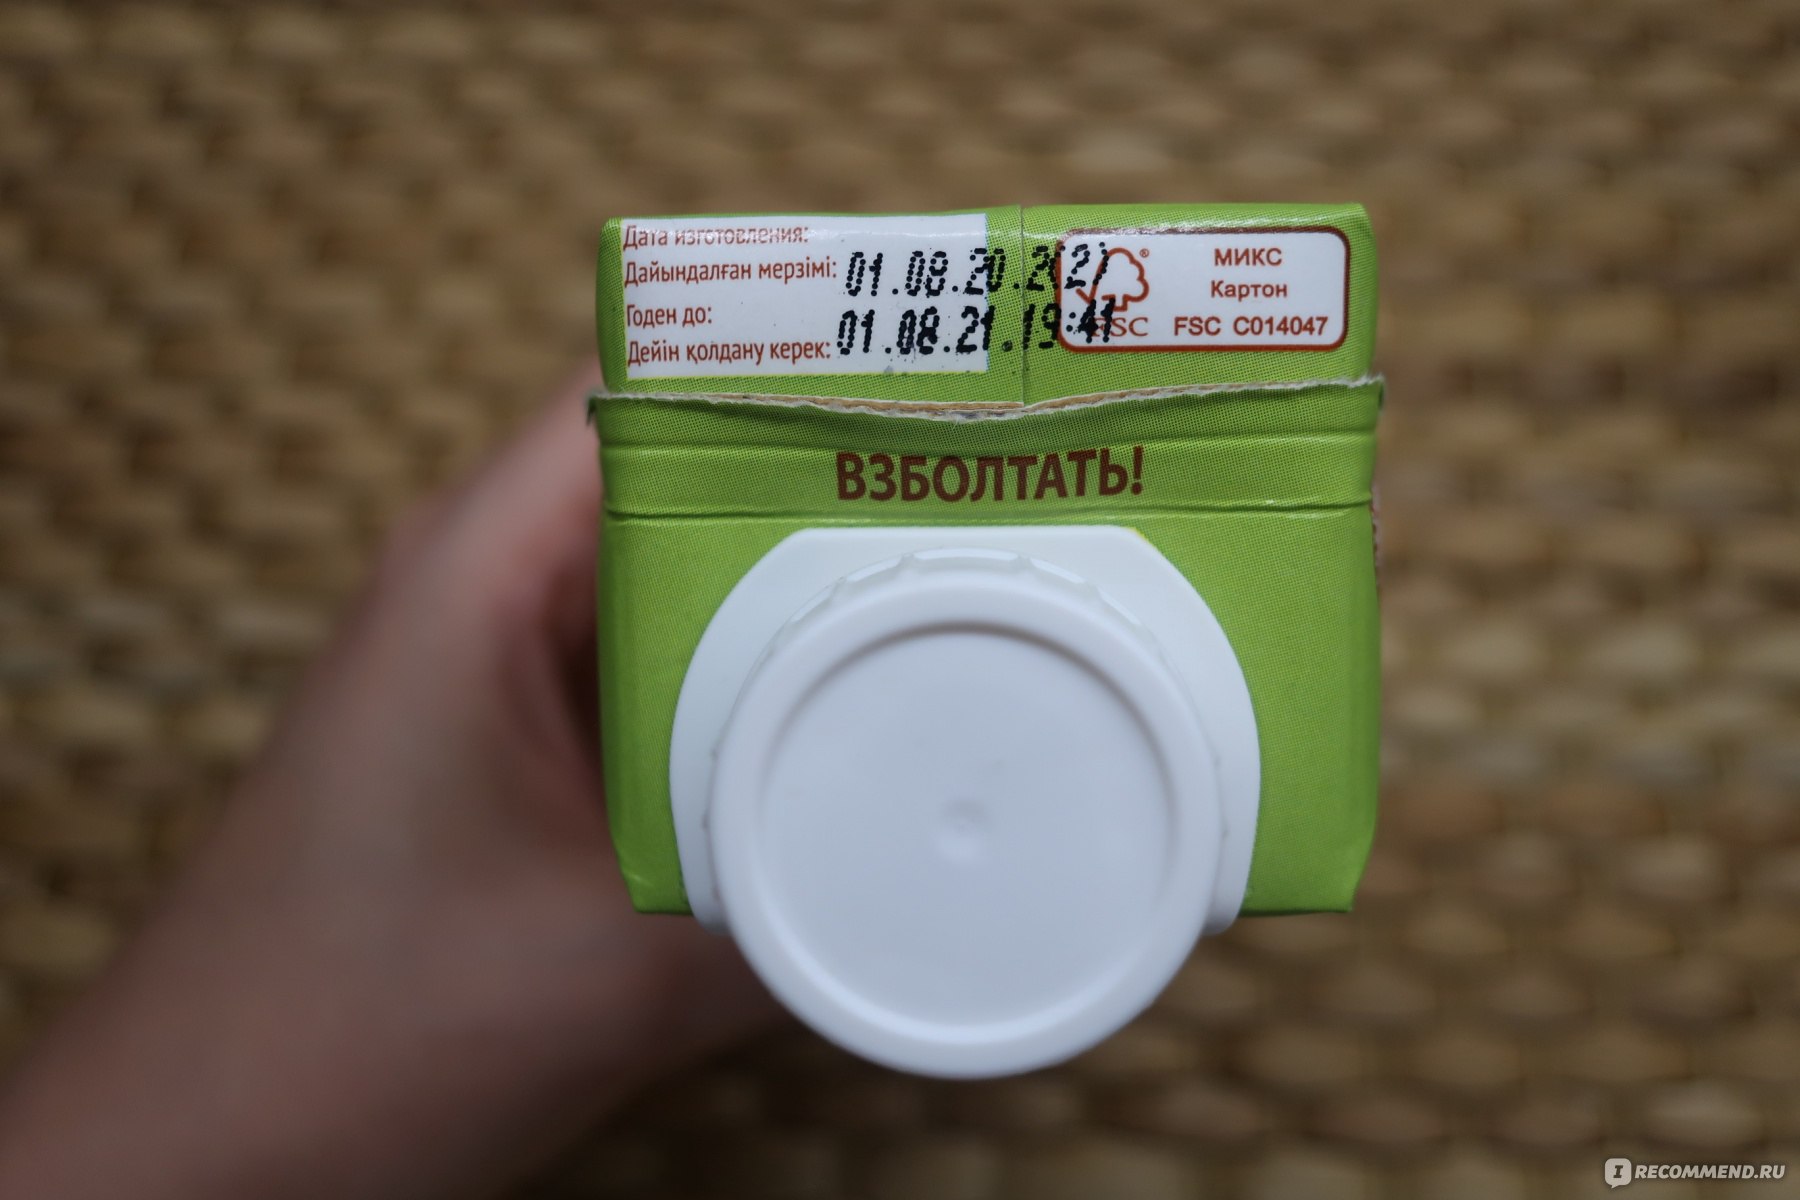 Дата изготовления:
Дайындалған мерзімі:
01.08.20.2(2)
Годен до:
01.08.21.19:41
Дейін қолдану керек:
®
FSC
МИКС
Картон
FSC C014047
ВЗБОЛТАТЬ!
IRECOMMEND.RU